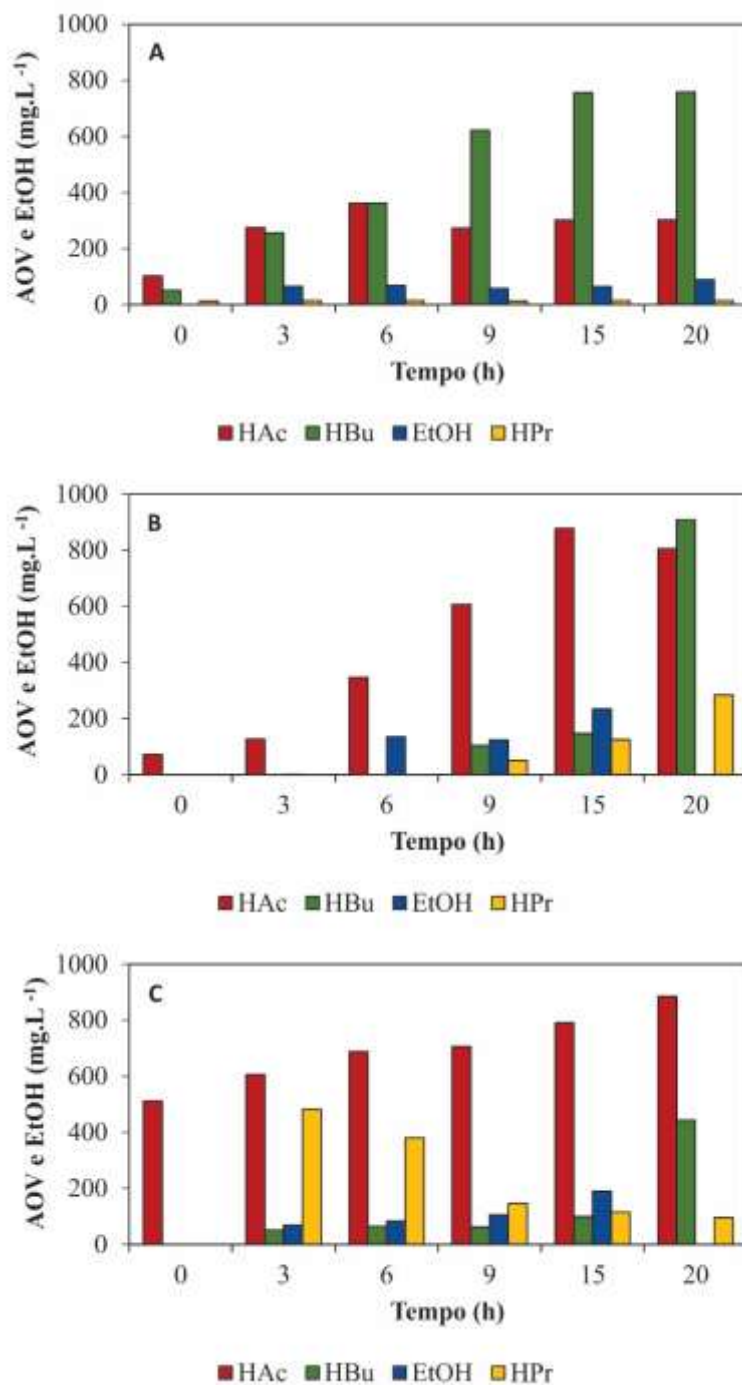 A
1000
800
600
400
200
0
AOV e EtOH (mg.L ⁻¹)
0 3 6 9 15 20
Tempo (h)
HAc HBu EtOH HPr
B
1000
800
600
400
200
0
AOV e EtOH (mg.L ⁻¹)
0 3 6 9 15 20
Tempo (h)
HAc HBu EtOH HPr
C
1000
800
600
400
200
0
AOV e EtOH (mg.L ⁻¹)
0 3 6 9 15 20
Tempo (h)
HAc HBu EtOH HPr